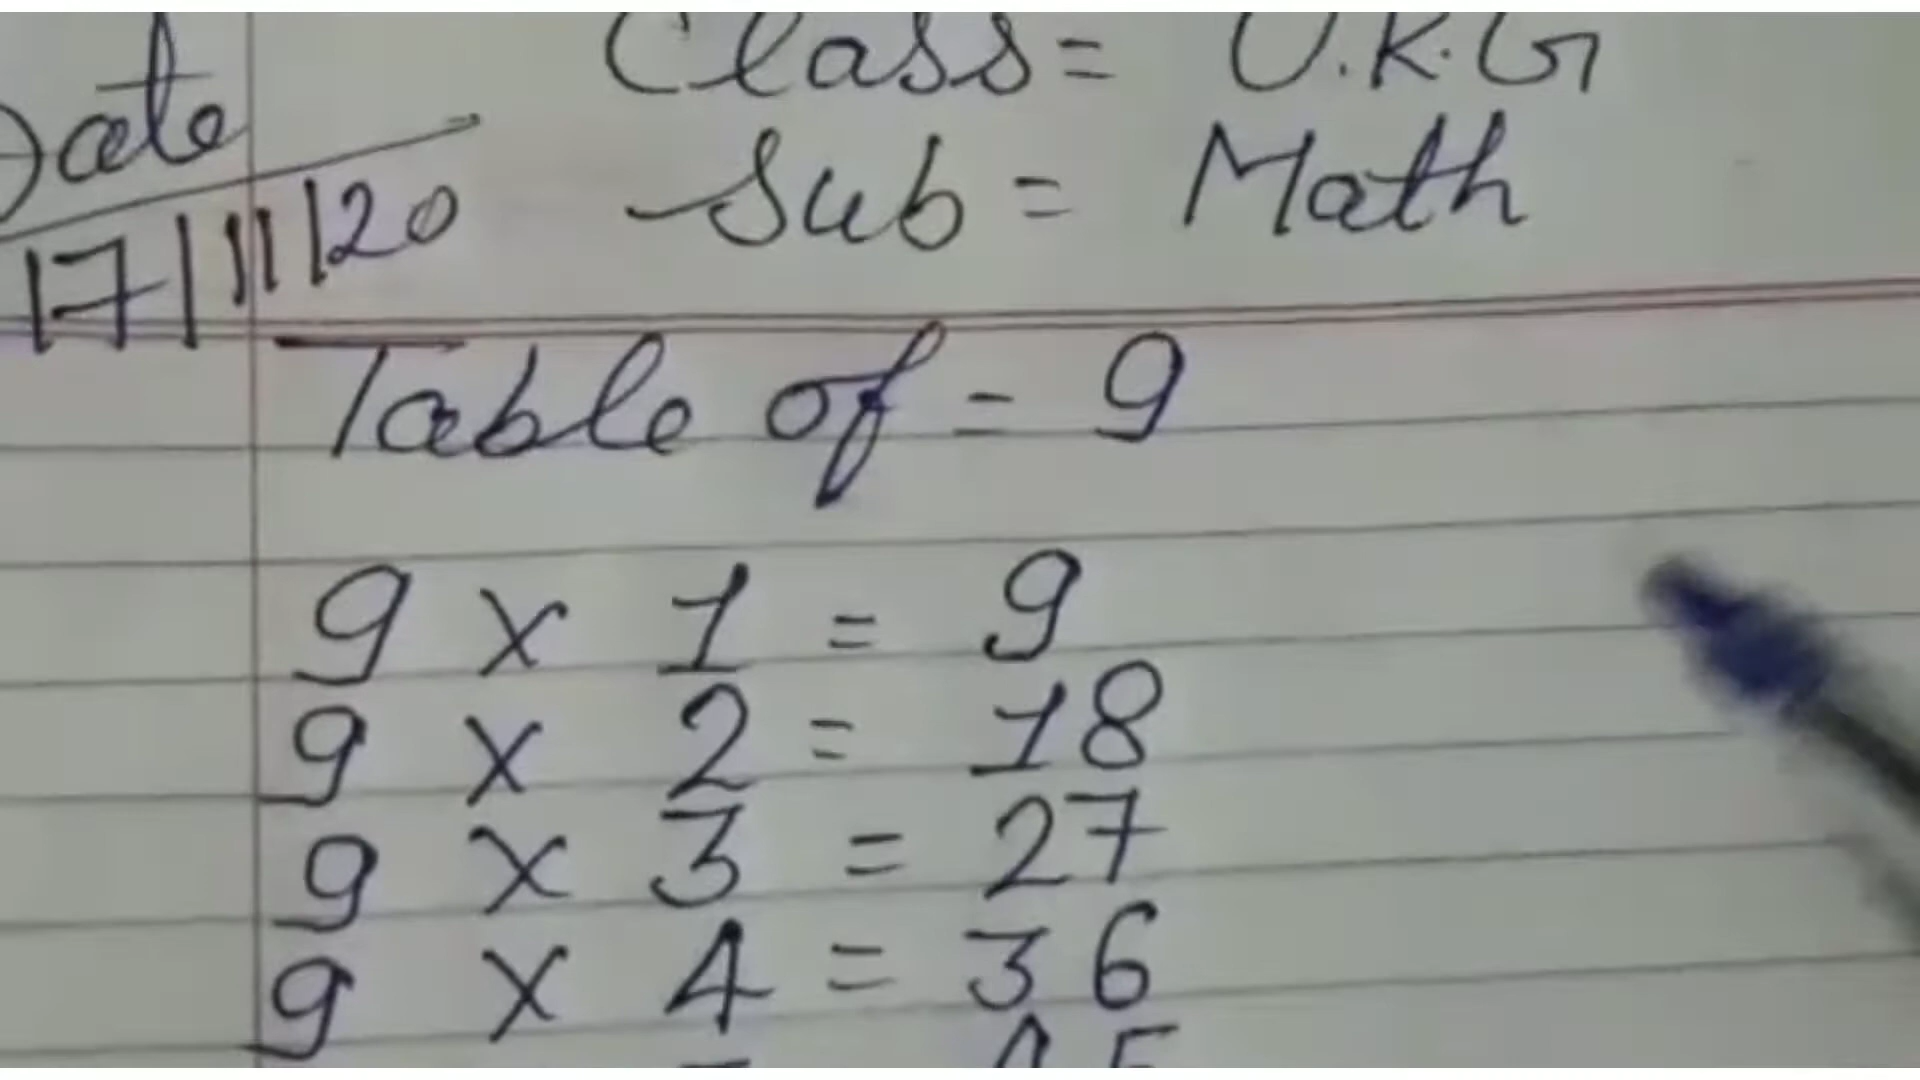 Class = U.K.G
Date
Sub = Math
17/11/20
Table of = 9
9 x 1 = 9
9 x 2 = 18
9 x 3 = 27
9 x 4 = 36
45